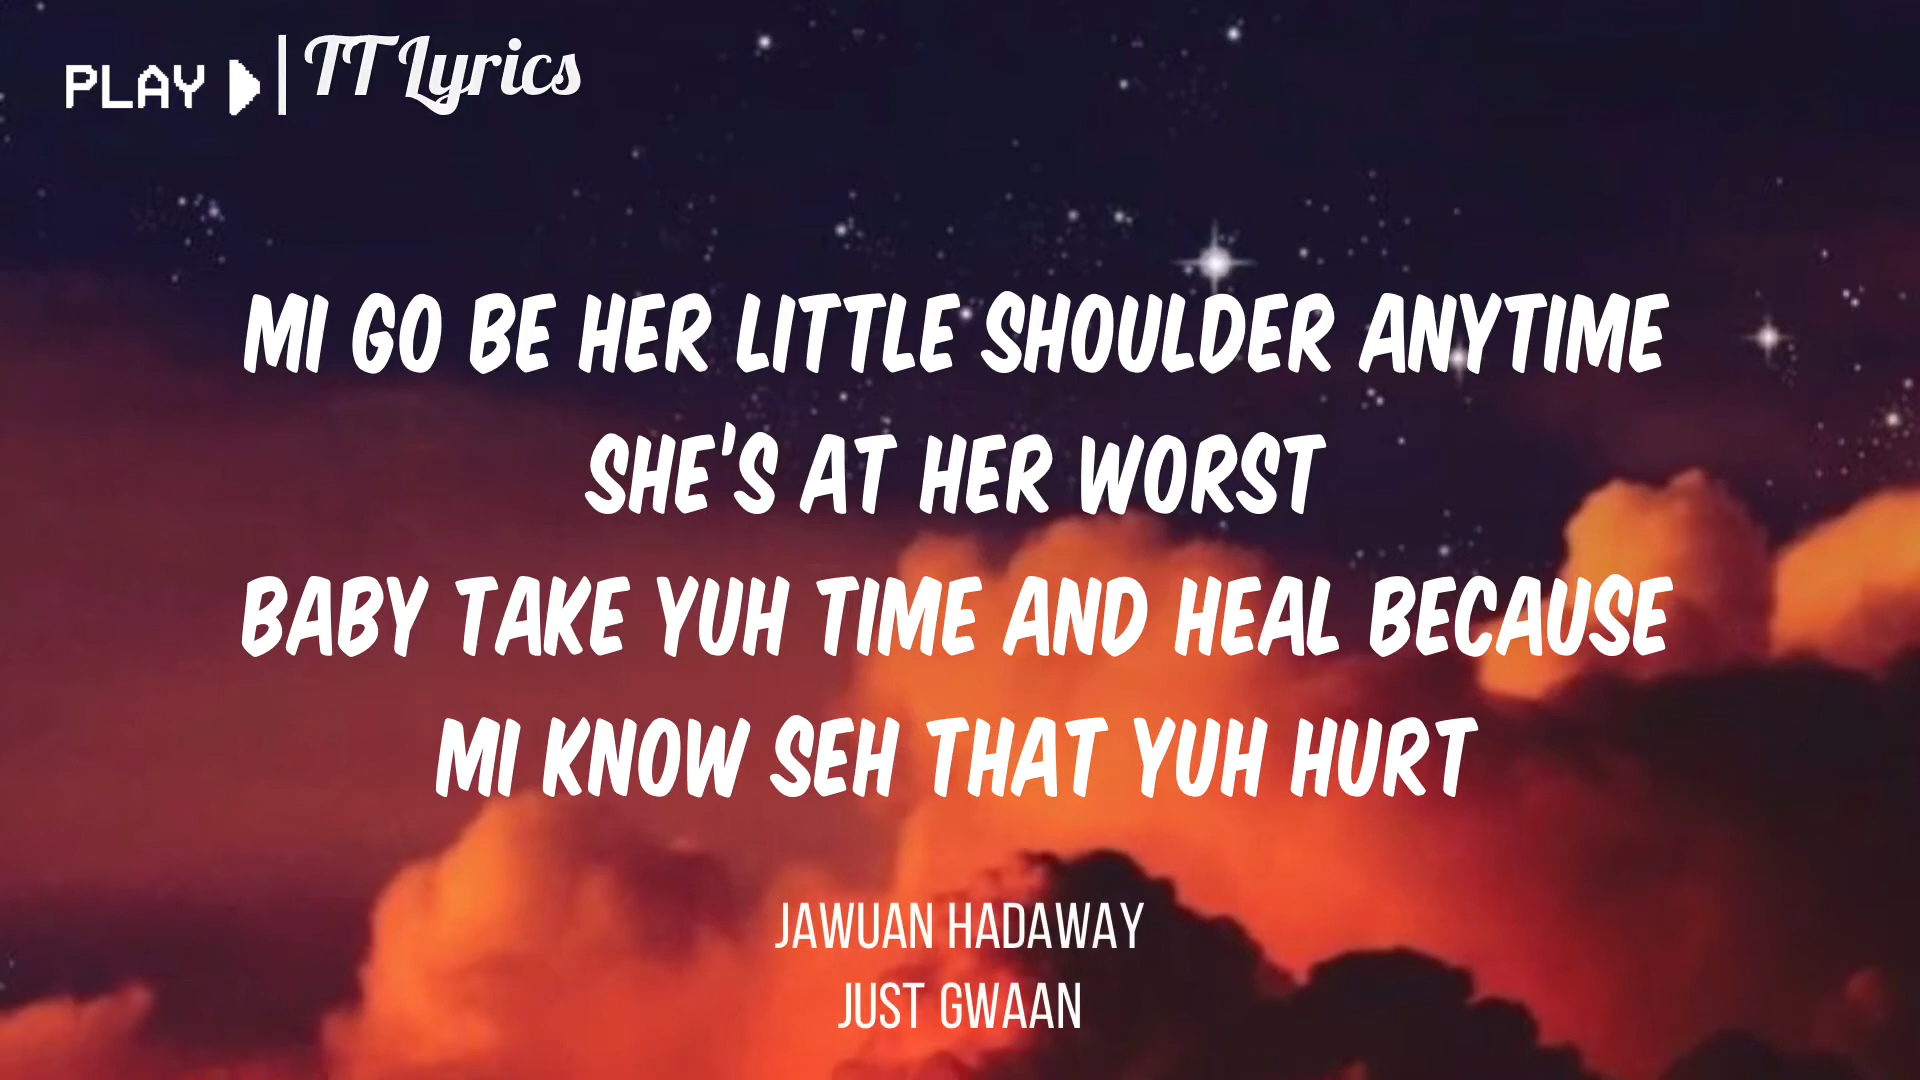 PLAY
TT Lyrics
MI GO BE HER LITTLE SHOULDER ANYTIME
SHE'S AT HER WORST
BABY TAKE YUH TIME AND HEAL BECAUSE
MI KNOW SEH THAT YUH HURT
JAWUAN HADAWAY
JUST GWAAN